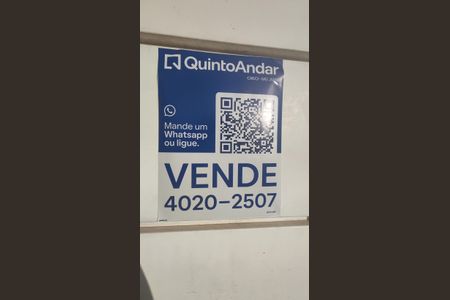 QuintoAndar
Mande um
Whatsapp
ou ligue.
VENDE
4020-2507